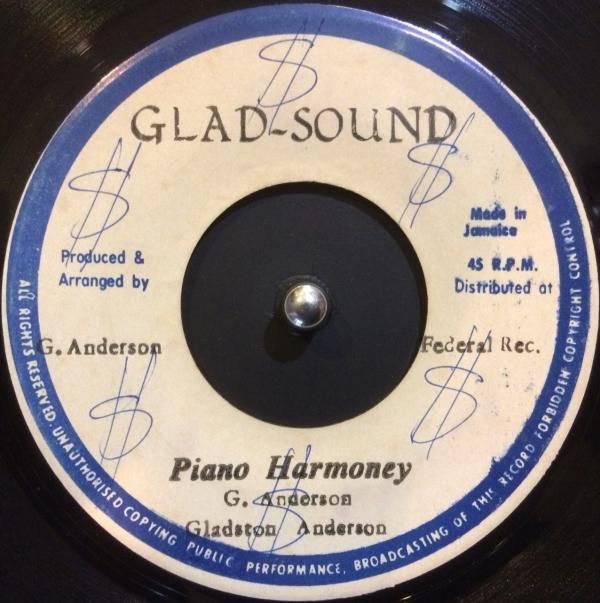 $
GLAD-SOUND
$
$
Made in
Jamaica
Produced &
Arranged by
45 R.P.M.
Distributed at
G. Anderson
Federal Rec.
$
$
Piano Harmoney
G. Anderson
$
Gladston Anderson
ALL RIGHTS RESERVED. UNAUTHORISED COPYING PUBLIC PERFORMANCE, BROADCASTING OF THIS RECORD FORBIDDEN COPYRIGHT CONTROL